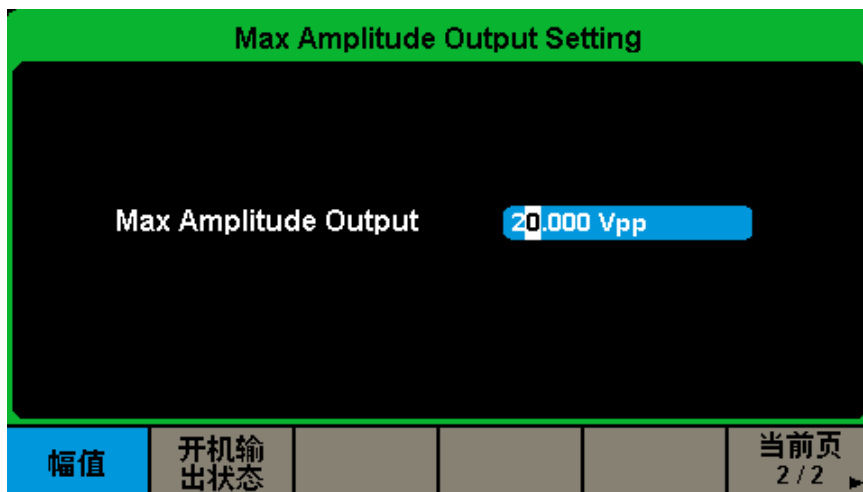 Max Amplitude Output Setting
Max Amplitude Output 20.000 Vpp
幅值
开机输
出状态
当前页
2/2